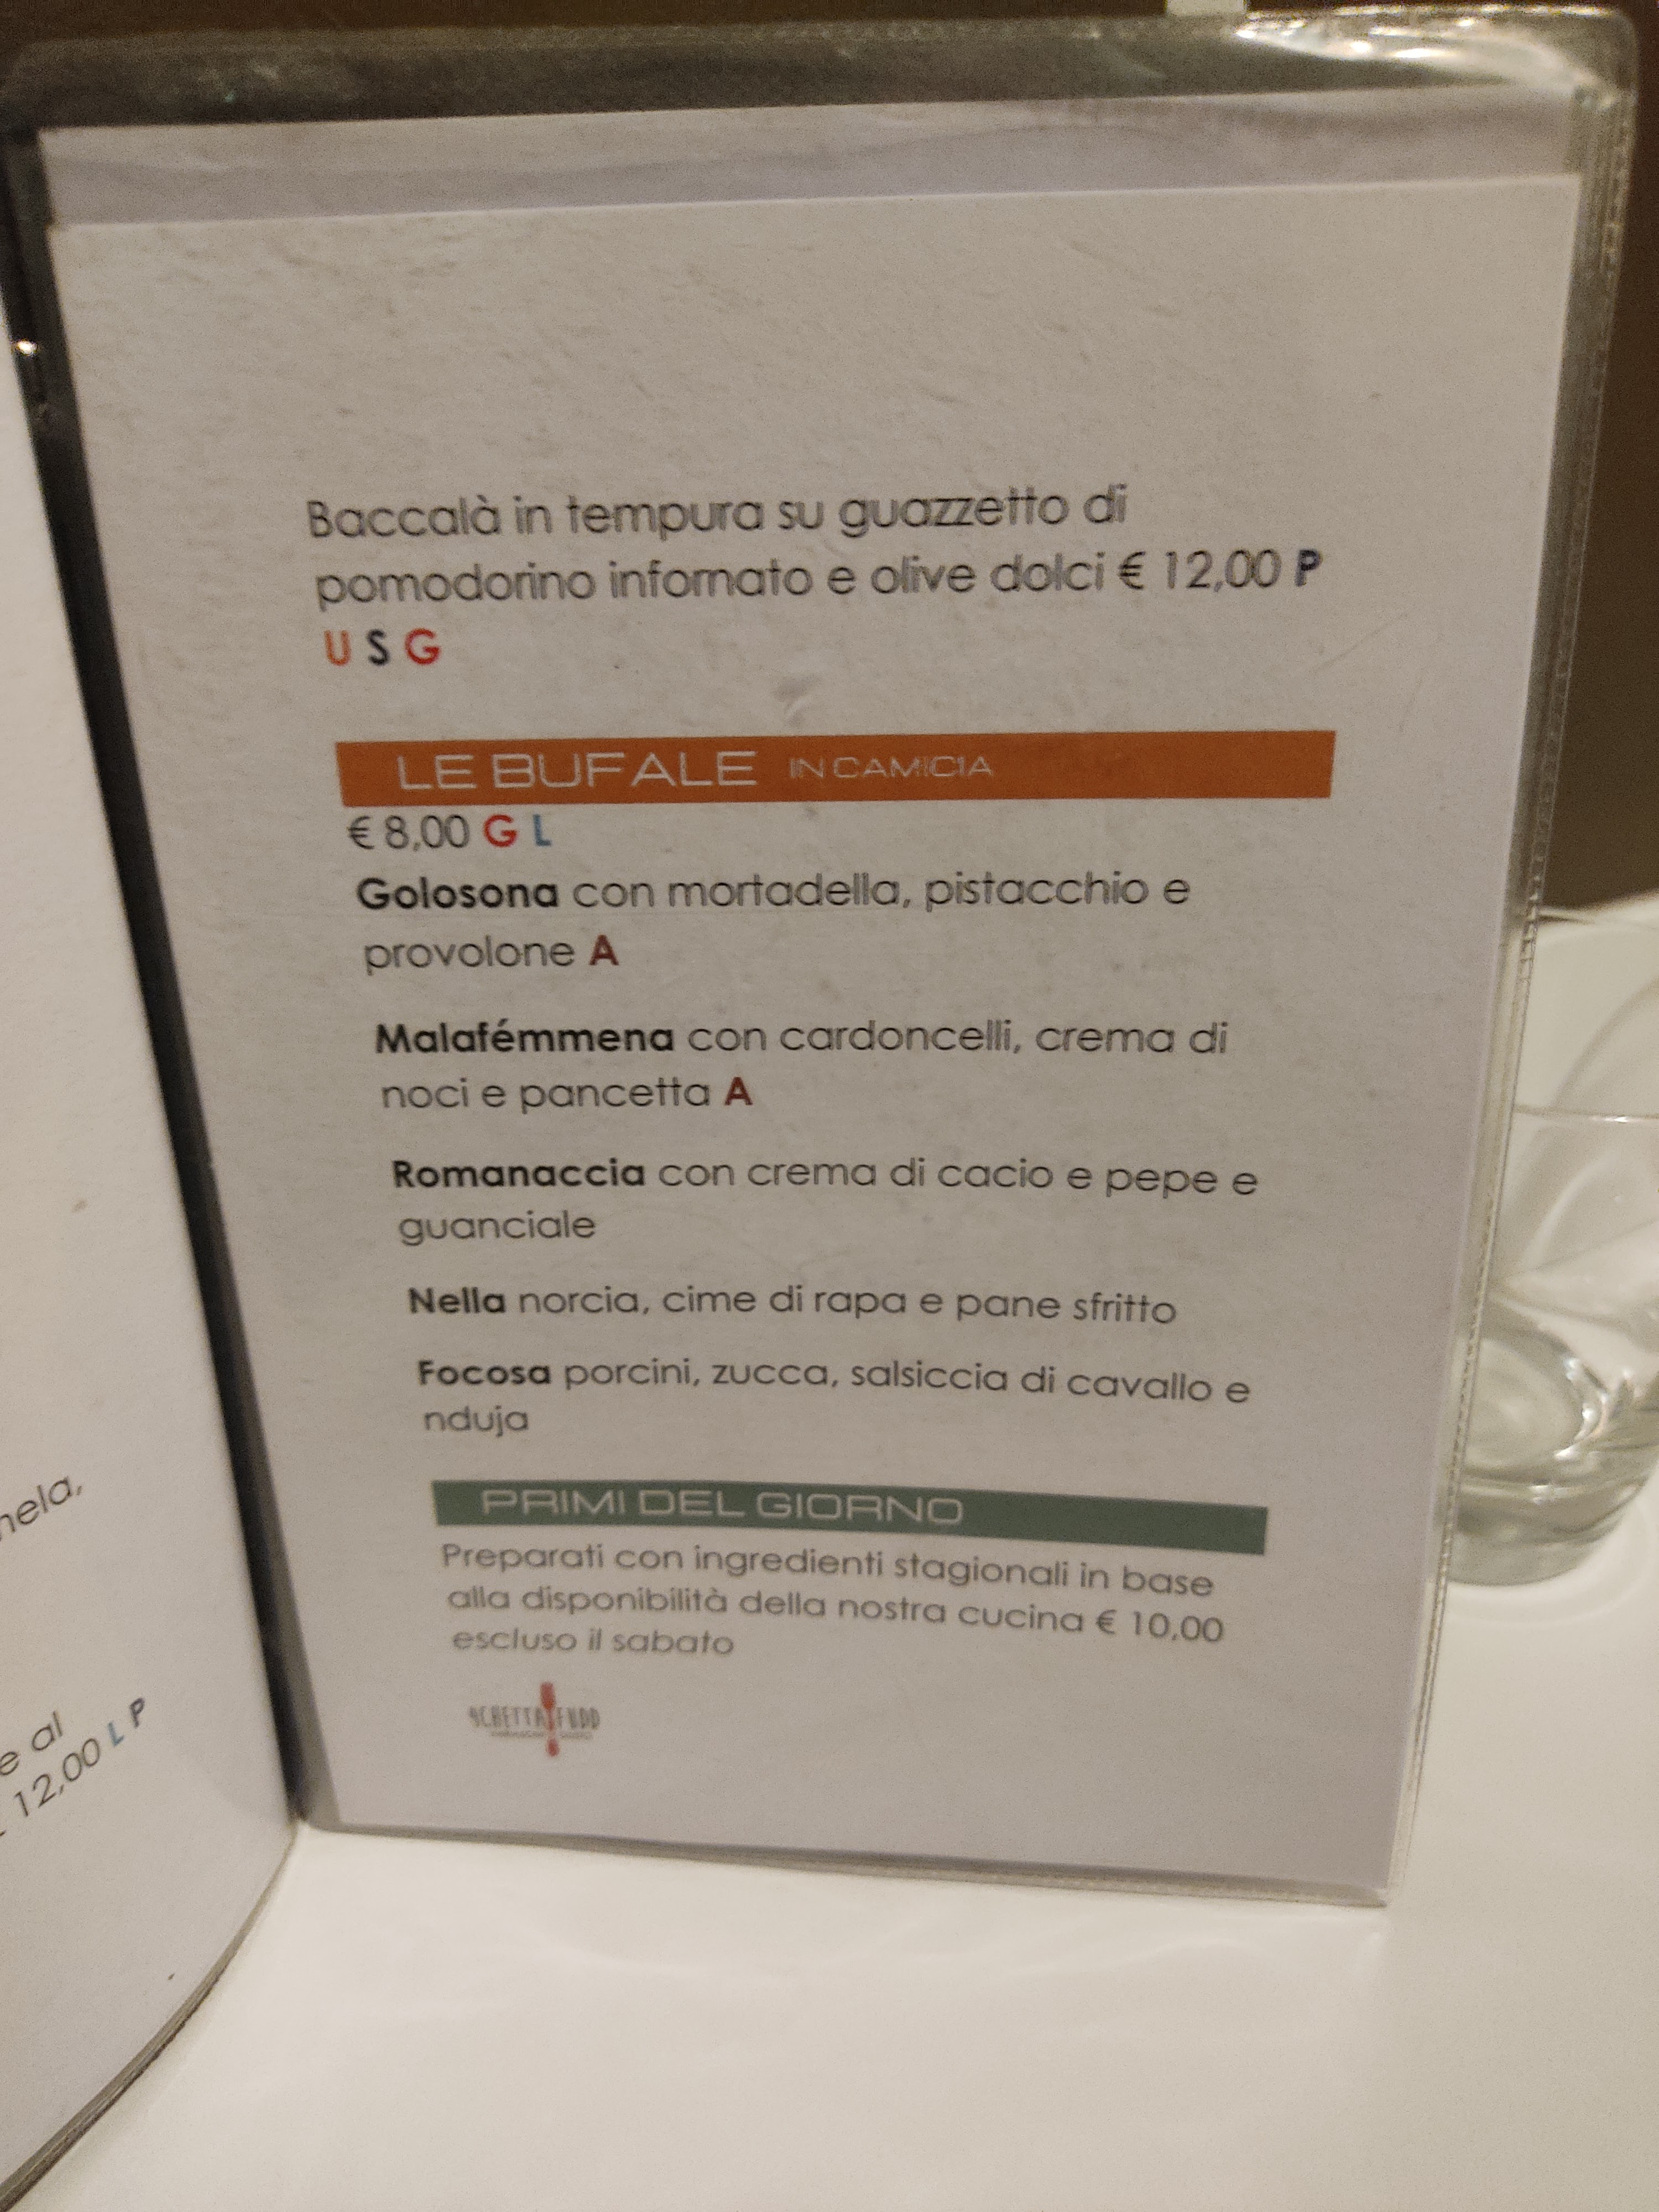 Baccalà in tempura su guazzetto di
pomodorino infornato e olive dolci € 12,00 P
U S G
LE BUFALE IN CAMICIA
€ 8,00 G L
Golosona con mortadella, pistacchio e
provolone A
Malafémmena con cardoncelli, crema di
noci e pancetta A
Romanaccia con crema di cacio e pepe e
guanciale
Nella norcia, cime di rapa e pane sfritto
Focosa porcini, zucca, salsiccia di cavallo e
nduja
PRIMI DEL GIORNO
Preparati con ingredienti stagionali in base
alla disponibilità della nostra cucina € 10,00
escluso il sabato
e al
12,00 L P